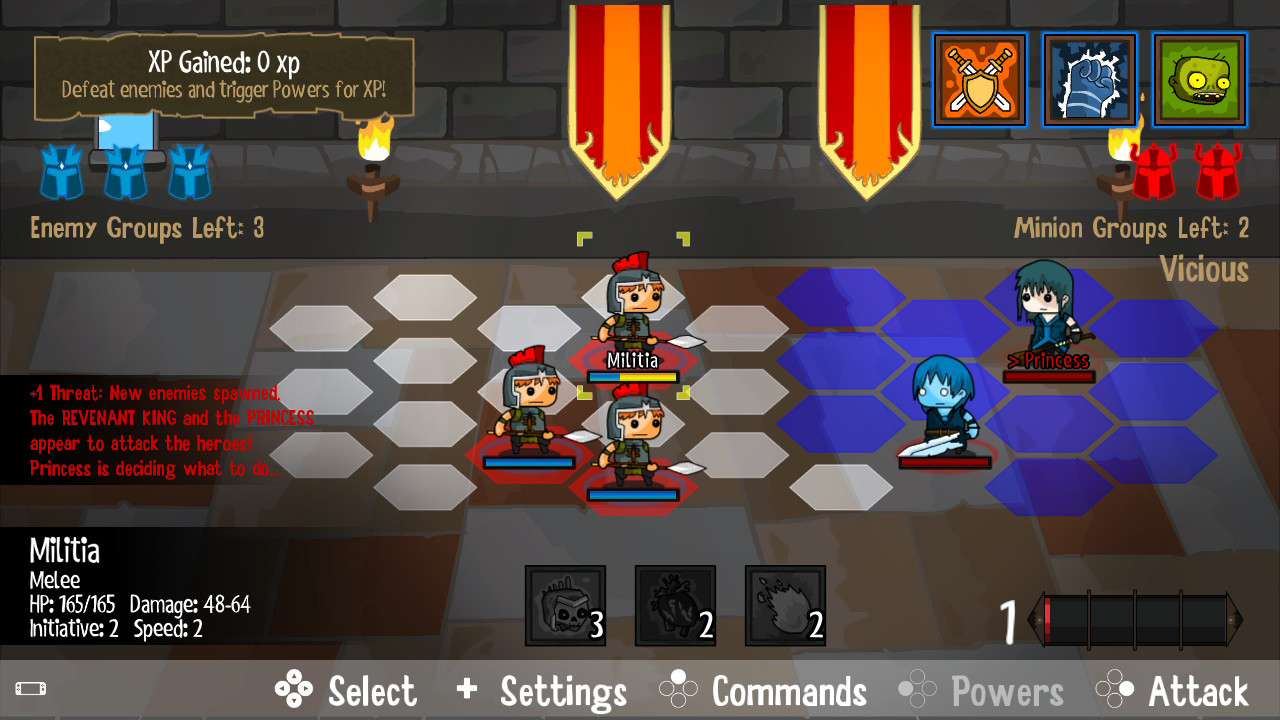 XP Gained: 0 xp
Defeat enemies and trigger Powers for XP!
Enemy Groups Left: 3
Minion Groups Left: 2
Vicious
Militia
>Princess
+1 Threat: New enemies spawned.
The REVENANT KING and the PRINCESS
appear to attack the heroes!
Princess is deciding what to do...
Militia
Melee
HP: 165/165 Damage: 48-64
Initiative: 2 Speed: 2
3
2
2
1
Select
+ Settings
Commands
Powers
Attack